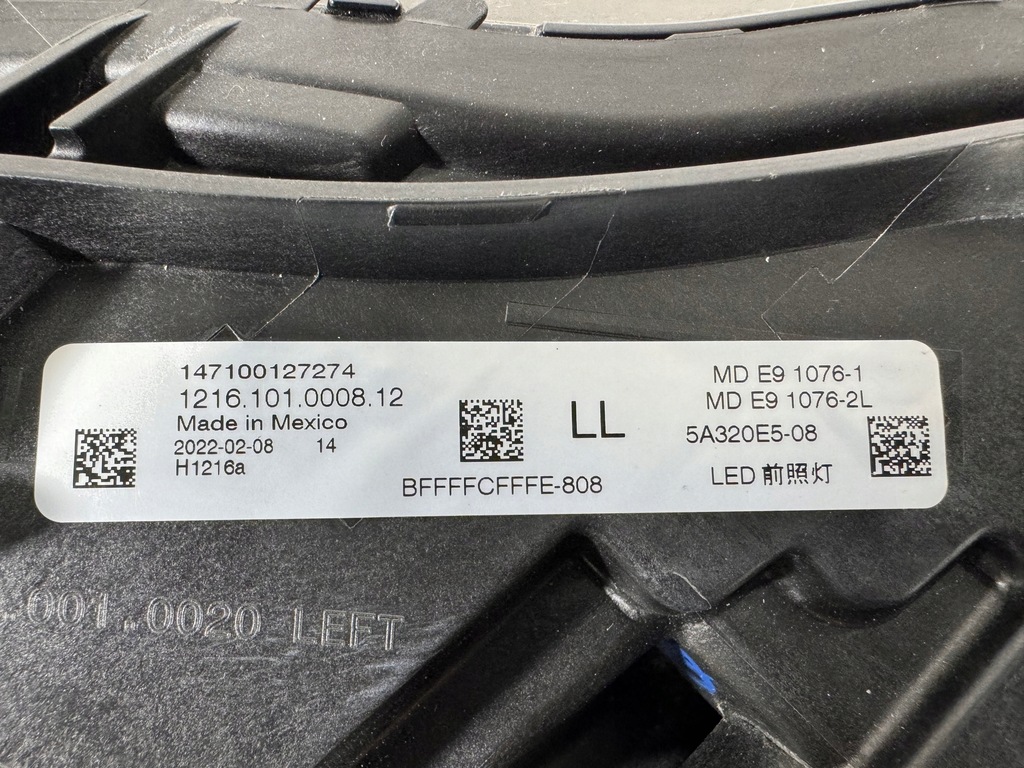 147100127274
1216.101.0008.12
Made in Mexico
2022-02-08 14
H1216a
LL
BFFFFCFFFE-808
MD E9 1076-1
MD E9 1076-2L
5A320E5-08
LED 前照灯
.001.0020 LEFT